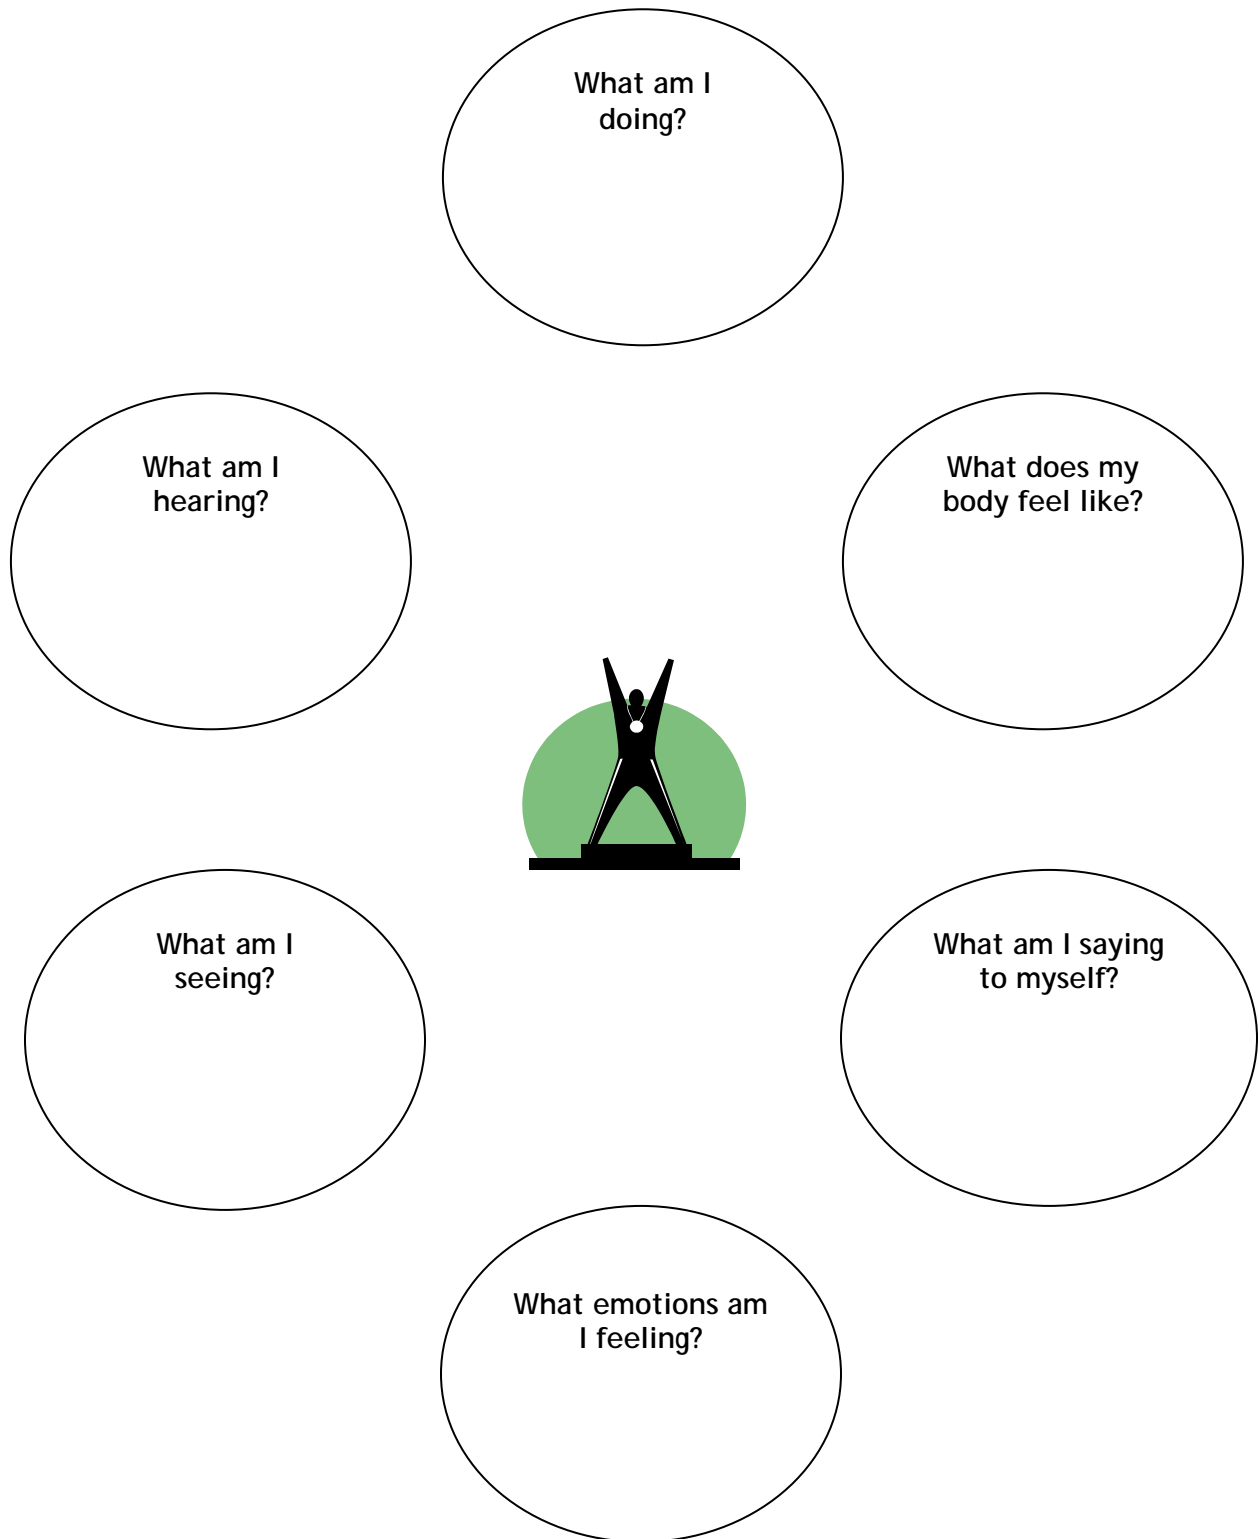 What am I
doing?
What am I
hearing?
What does my
body feel like?
What am I
seeing?
What am I saying
to myself?
What emotions am
I feeling?